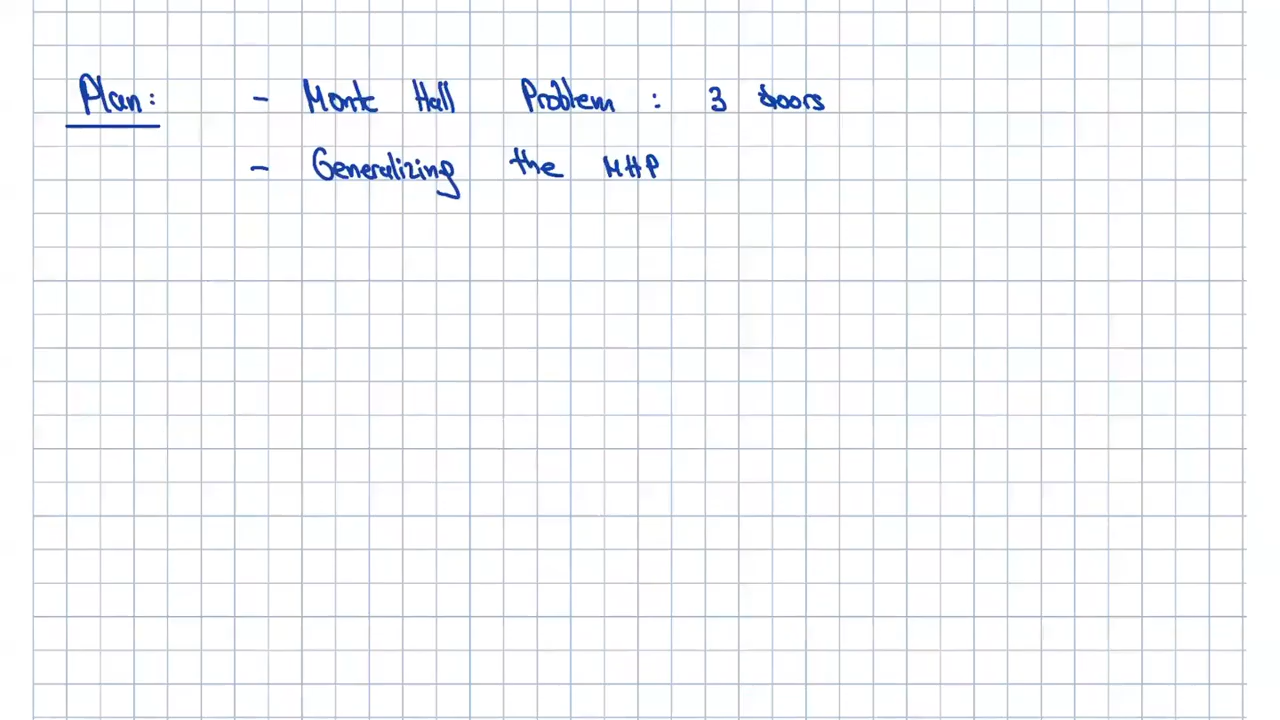 Plan: - Monte Hall Problem : 3 doors
- Generalizing the MHP